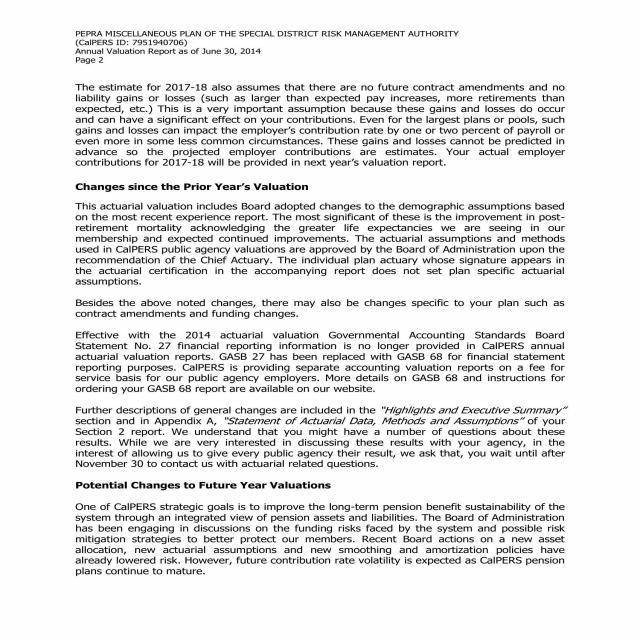 PEPRA MISCELLANEOUS PLAN OF THE SPECIAL DISTRICT RISK MANAGEMENT AUTHORITY
(CalPERS ID: 7951940706)
Annual Valuation Report as of June 30, 2014
Page 2
The estimate for 2017-18 also assumes that there are no future contract amendments and no
liability gains or losses (such as larger than expected pay increases, more retirements than
expected, etc.) This is a very important assumption because these gains and losses do occur
and can have a significant effect on your contributions. Even for the largest plans or pools, such
gains and losses can impact the employer's contribution rate by one or two percent of payroll or
even more in some less common circumstances. These gains and losses cannot be predicted in
advance so the projected employer contributions are estimates. Your actual employer
contributions for 2017-18 will be provided in next year's valuation report.
Changes since the Prior Year's Valuation
This actuarial valuation includes Board adopted changes to the demographic assumptions based
on the most recent experience report. The most significant of these is the improvement in post-
retirement mortality acknowledging the greater life expectancies we are seeing in our
membership and expected continued improvements. The actuarial assumptions and methods
used in CalPERS public agency valuations are approved by the Board of Administration upon the
recommendation of the Chief Actuary. The individual plan actuary whose signature appears in
the actuarial certification in the accompanying report does not set plan specific actuarial
assumptions.
Besides the above noted changes, there may also be changes specific to your plan such as
contract amendments and funding changes.
Effective with the 2014 actuarial valuation Governmental Accounting Standards Board
Statement No. 27 financial reporting information is no longer provided in CalPERS annual
actuarial valuation reports. GASB 27 has been replaced with GASB 68 for financial statement
reporting purposes. CalPERS is providing separate accounting valuation reports on a fee for
service basis for our public agency employers. More details on GASB 68 and instructions for
ordering your GASB 68 report are available on our website.
Further descriptions of general changes are included in the "Highlights and Executive Summary"
section and in Appendix A, "Statement of Actuarial Data, Methods and Assumptions" of your
Section 2 report. We understand that you might have a number of questions about these
results. While we are very interested in discussing these results with your agency, in the
interest of allowing us to give every public agency their result, we ask that, you wait until after
November 30 to contact us with actuarial related questions.
Potential Changes to Future Year Valuations
One of CalPERS strategic goals is to improve the long-term pension benefit sustainability of the
system through an integrated view of pension assets and liabilities. The Board of Administration
has been engaging in discussions on the funding risks faced by the system and possible risk
mitigation strategies to better protect our members. Recent Board actions on a new asset
allocation, new actuarial assumptions and new smoothing and amortization policies have
already lowered risk. However, future contribution rate volatility is expected as CalPERS pension
plans continue to mature.